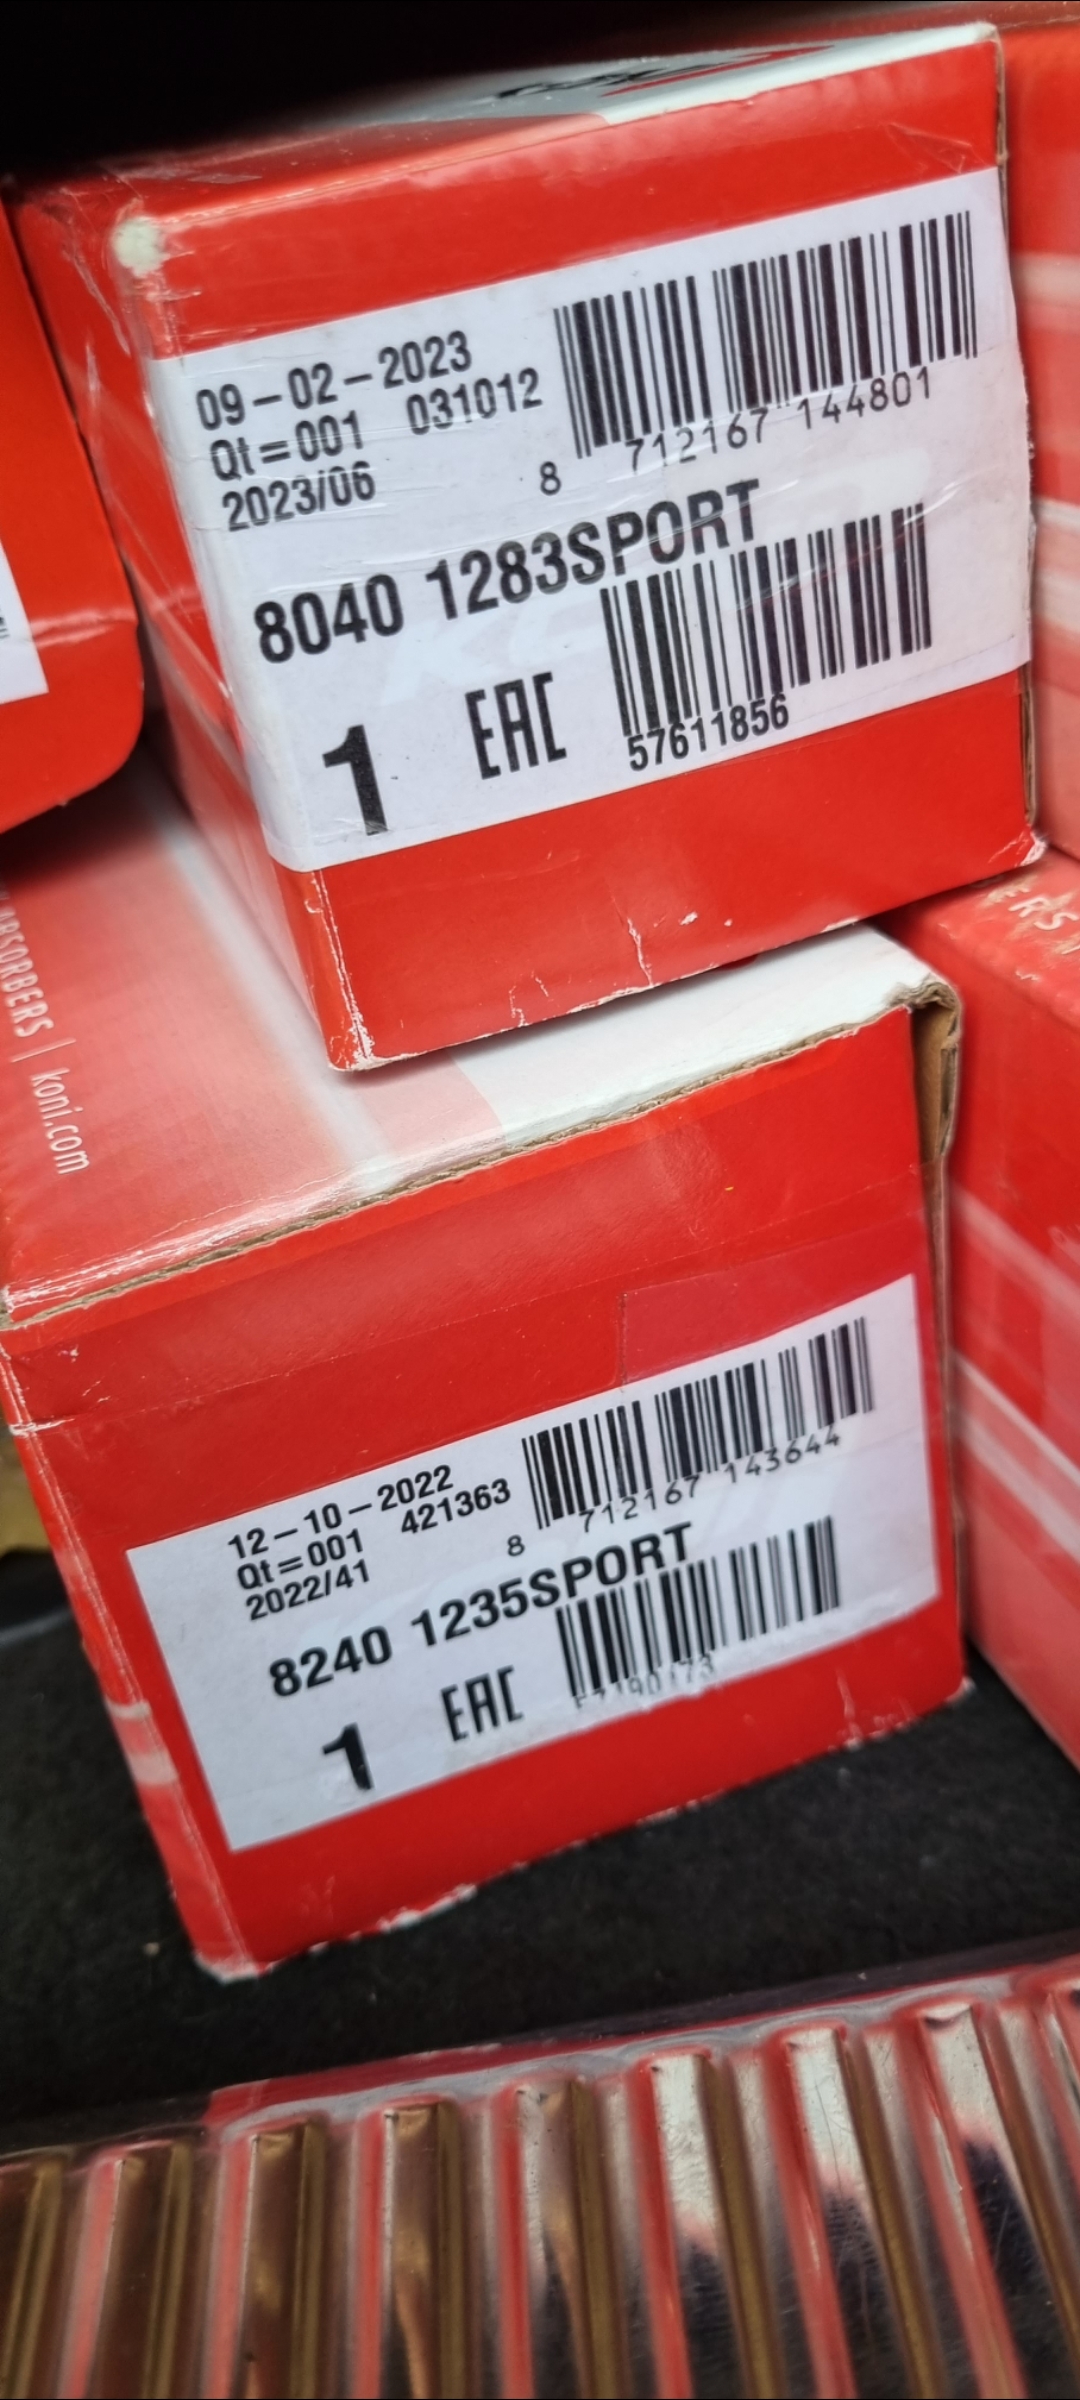 09-02-2023
Qt=001 031012
2023/06
8 712167 144801
8040 1283SPORT
1 EAC
57611856
ABSORBERS | koni.com
12-10-2022
Qt=001 421363
2022/41
8 712167 143644
8240 1235SPORT
1 EAC